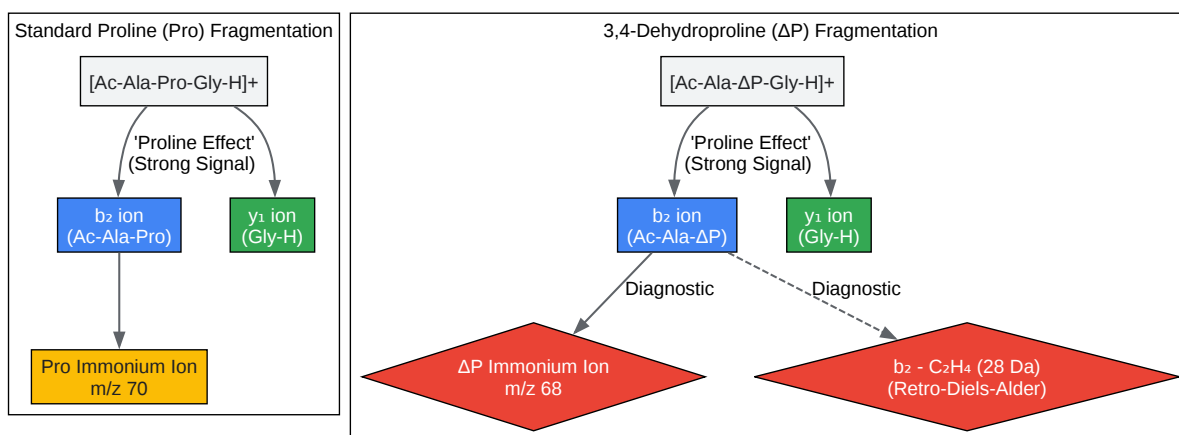 Standard Proline (Pro) Fragmentation
[Ac-Ala-Pro-Gly-H]+
'Proline Effect'
(Strong Signal)
b₂ ion
(Ac-Ala-Pro)
y₁ ion
(Gly-H)
Pro Immonium Ion
m/z 70
3,4-Dehydroproline (ΔP) Fragmentation
[Ac-Ala-ΔP-Gly-H]+
'Proline Effect'
(Strong Signal)
b₂ ion
(Ac-Ala-ΔP)
y₁ ion
(Gly-H)
Diagnostic
Diagnostic
ΔP Immonium Ion
m/z 68
b₂ - C₂H₄ (28 Da)
(Retro-Diels-Alder)